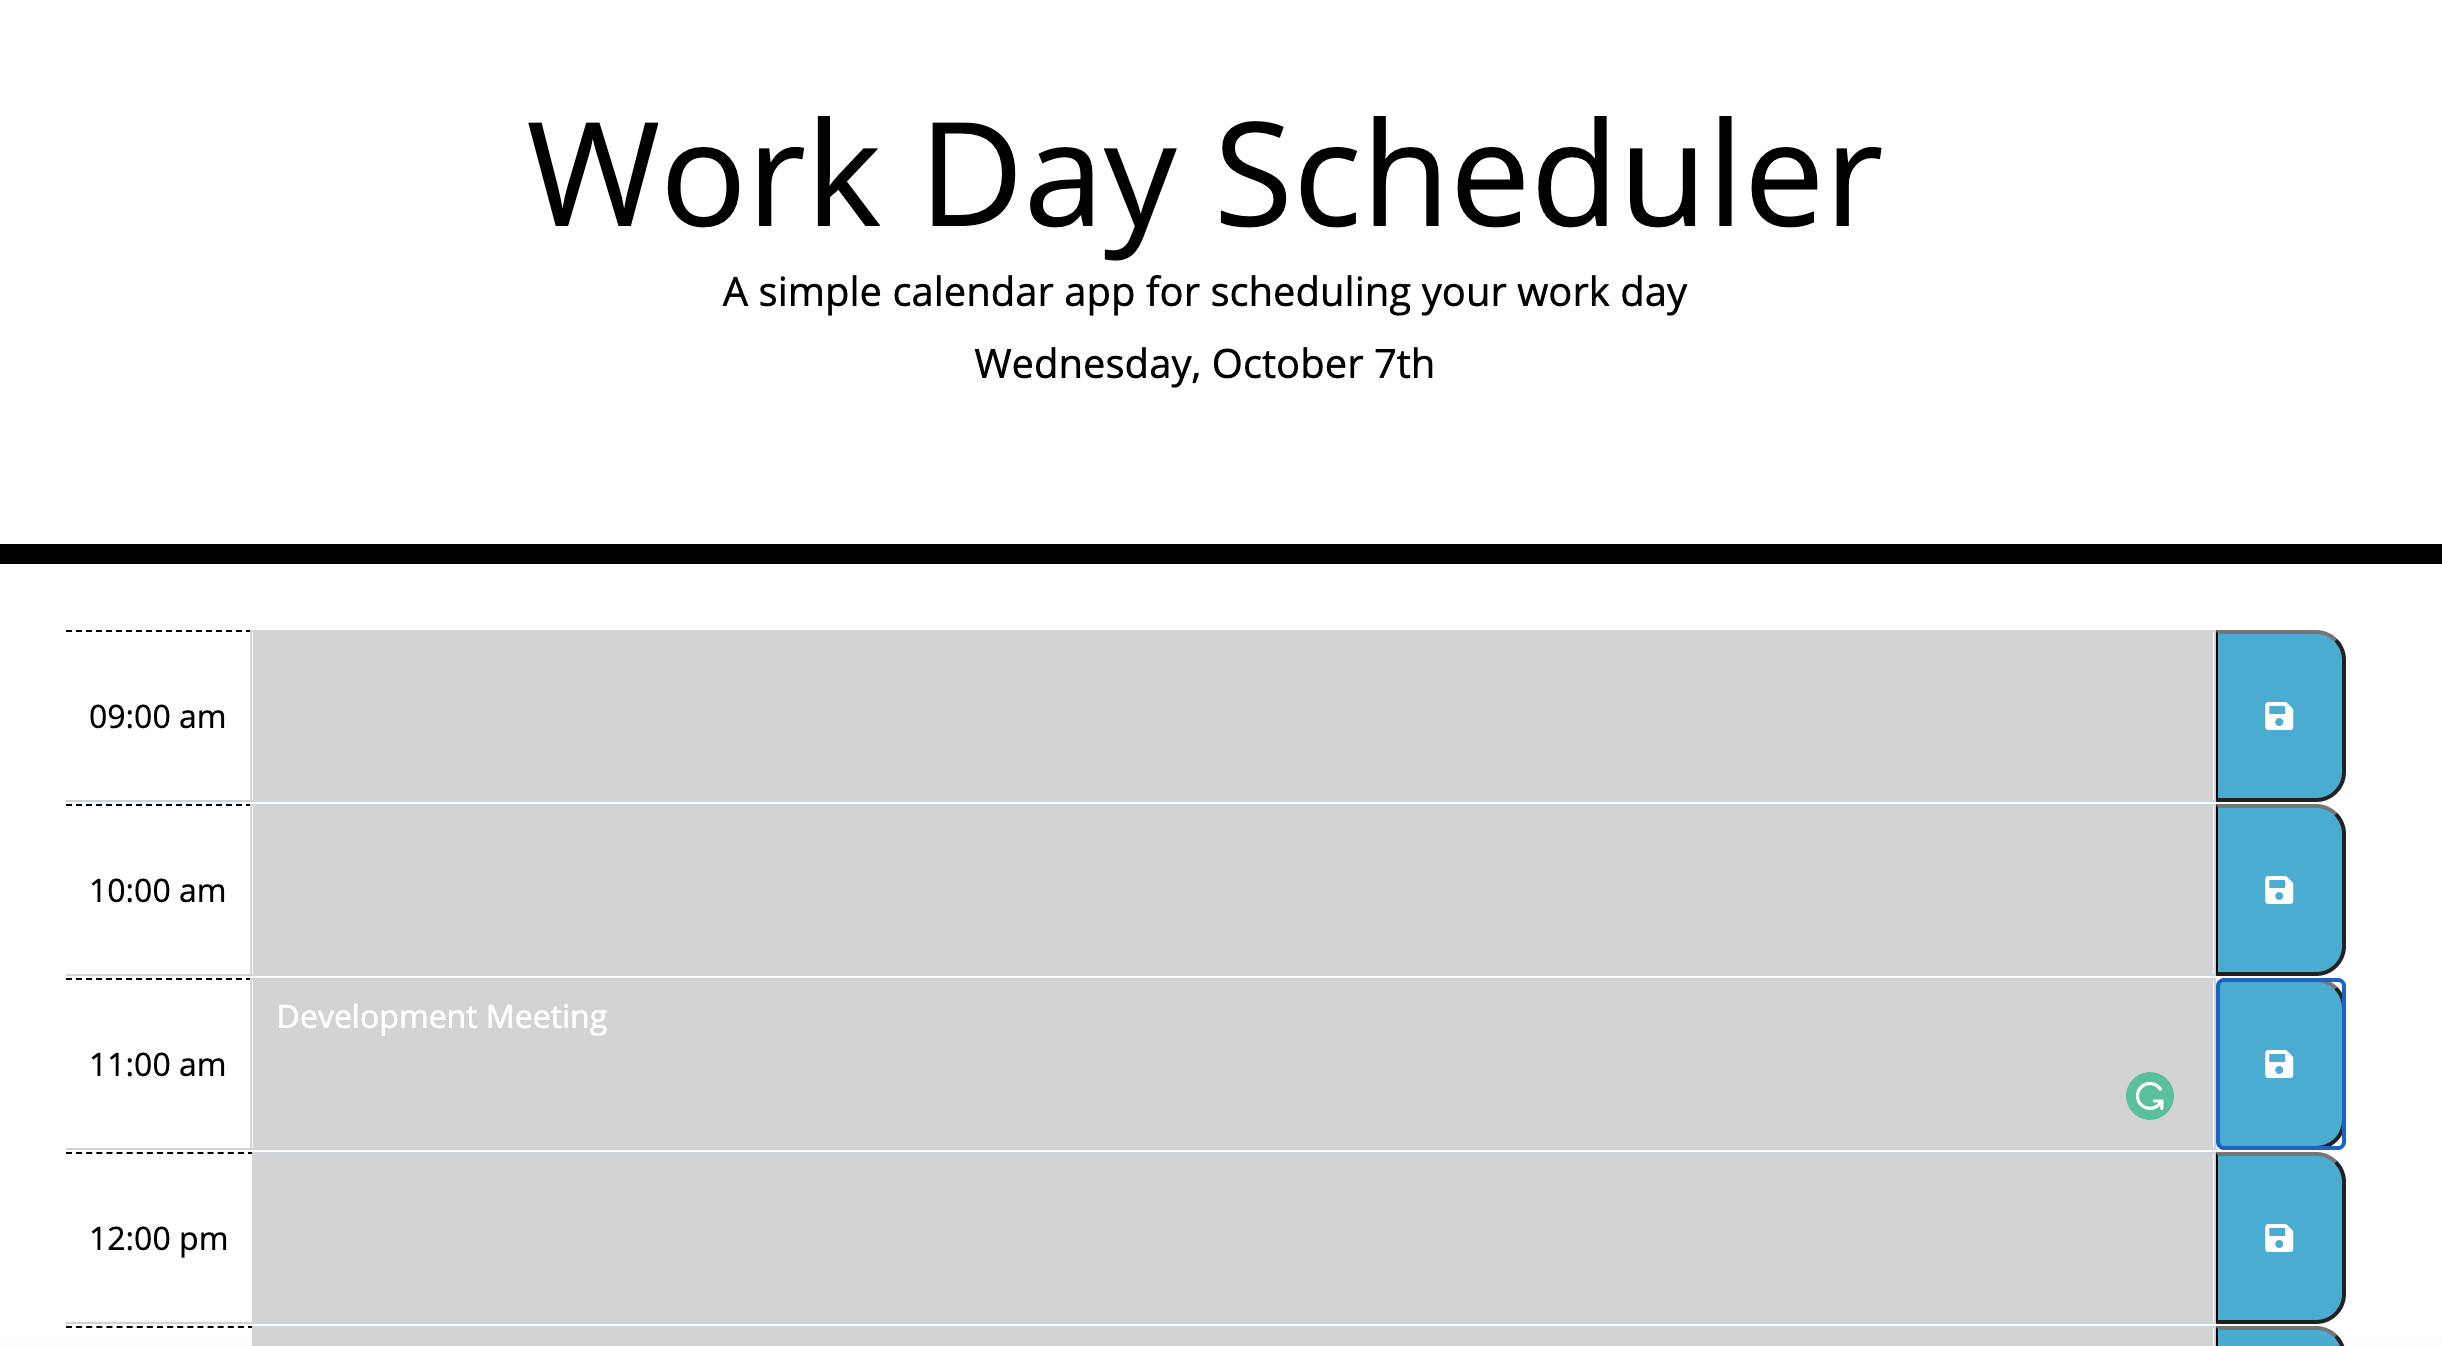 Work Day Scheduler
A simple calendar app for scheduling your work day
Wednesday, October 7th
09:00 am
10:00 am
Development Meeting
11:00 am
12:00 pm